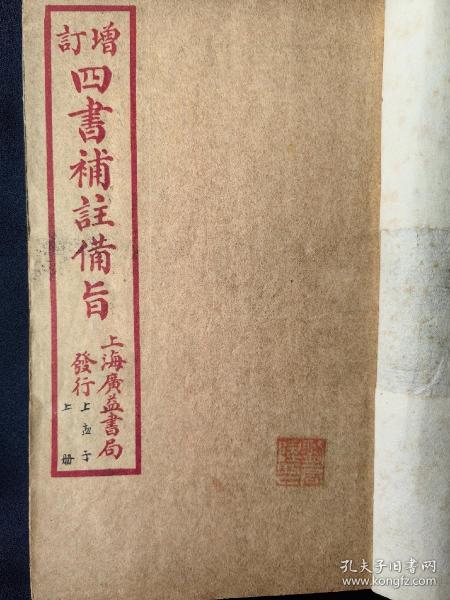 增訂
四書補註備旨
上海廣益書局
發行
上孟子
上冊
孔夫子旧书网
www.kongfz.com